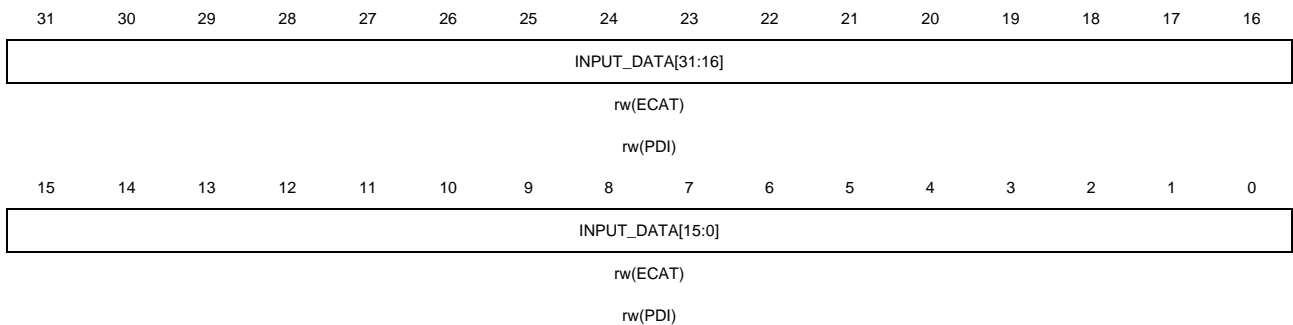 31 30 29 28 27 26 25 24 23 22 21 20 19 18 17 16
INPUT_DATA[31:16]
rw(ECAT)
rw(PDI)
15 14 13 12 11 10 9 8 7 6 5 4 3 2 1 0
INPUT_DATA[15:0]
rw(ECAT)
rw(PDI)